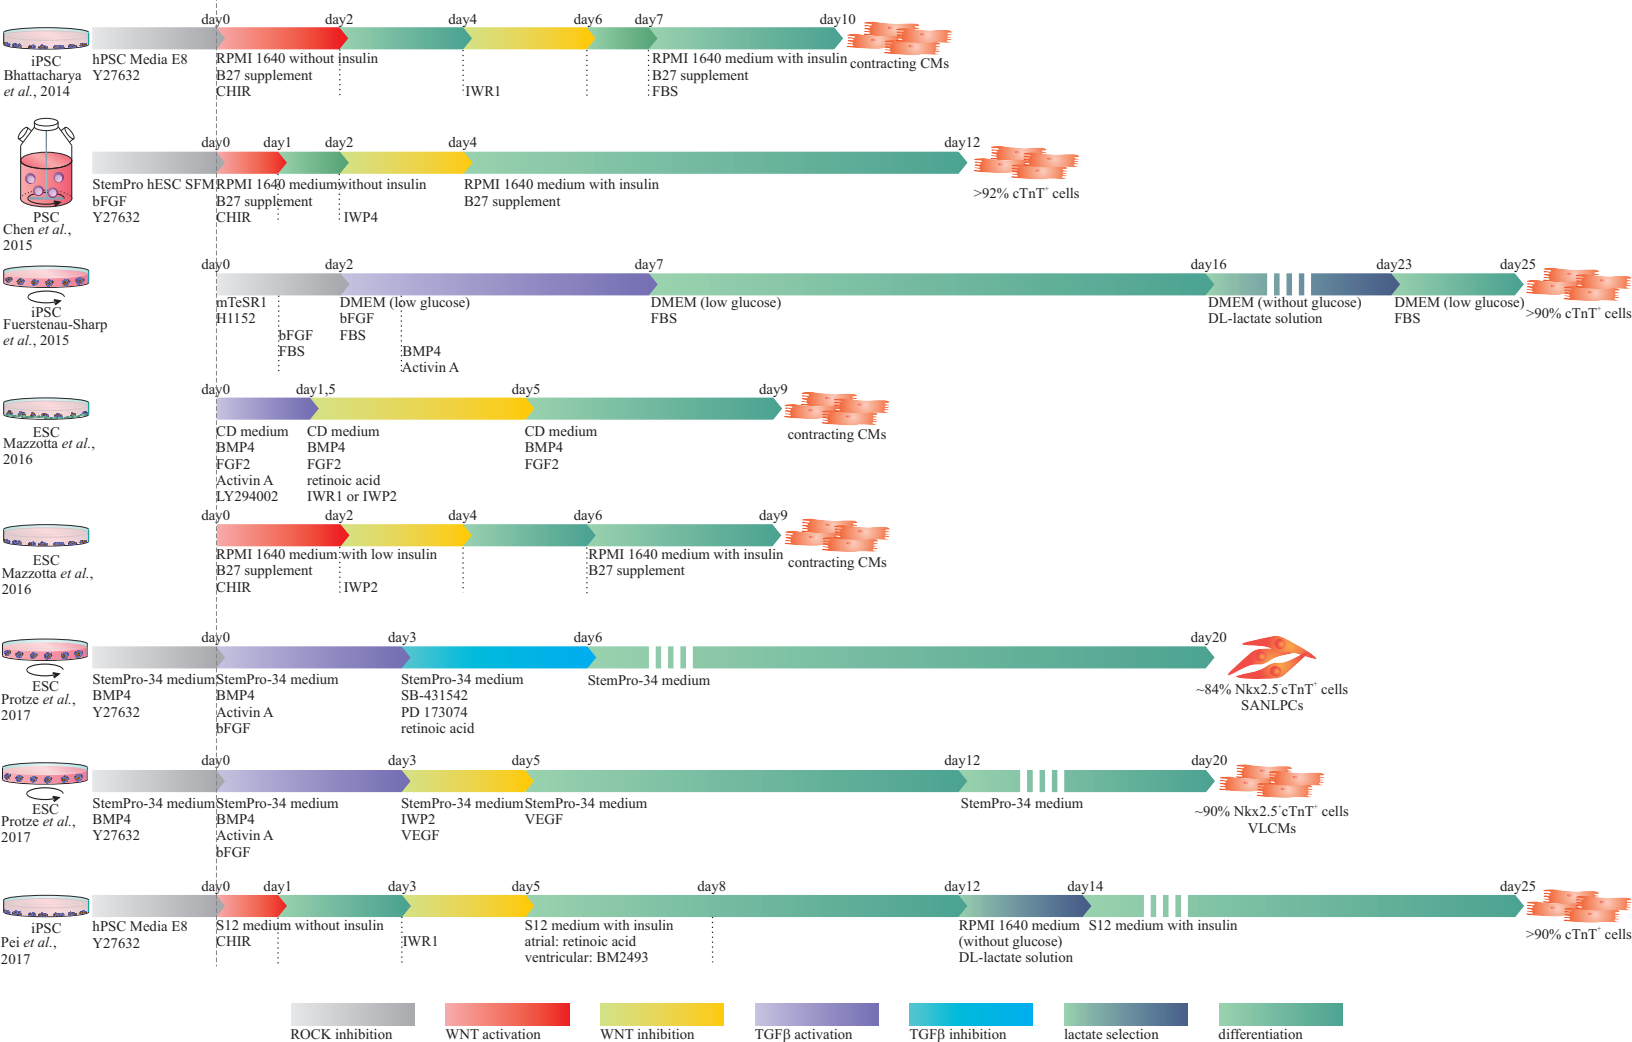 day0 day2 day4 day6 day7 day10
iPSC
Bhattacharya
et al., 2014
hPSC Media E8
Y27632
RPMI 1640 without insulin
B27 supplement
CHIR
IWR1
RPMI 1640 medium with insulin
B27 supplement
FBS
contracting CMs
day0 day1 day2 day4 day12
PSC
Chen et al.,
2015
StemPro hESC SFM
bFGF
Y27632
RPMI 1640 medium without insulin
B27 supplement
CHIR
IWP4
RPMI 1640 medium with insulin
B27 supplement
>92% cTnT+ cells
day0 day2 day7 day16 day23 day25
iPSC
Fuerstenau-Sharp
et al., 2015
mTeSR1
H1152
bFGF
FBS
DMEM (low glucose)
bFGF
FBS
BMP4
Activin A
DMEM (low glucose)
FBS
DMEM (without glucose)
DL-lactate solution
DMEM (low glucose)
FBS
>90% cTnT+ cells
day0 day1,5 day5 day9
ESC
Mazzotta et al.,
2016
CD medium
BMP4
FGF2
Activin A
LY294002
CD medium
BMP4
FGF2
retinoic acid
IWR1 or IWP2
CD medium
BMP4
FGF2
contracting CMs
day0 day2 day4 day6 day9
ESC
Mazzotta et al.,
2016
RPMI 1640 medium with low insulin
B27 supplement
CHIR
IWP2
RPMI 1640 medium with insulin
B27 supplement
contracting CMs
day0 day3 day6 day20
ESC
Protze et al.,
2017
StemPro-34 medium
BMP4
Y27632
StemPro-34 medium
BMP4
Activin A
bFGF
StemPro-34 medium
SB-431542
PD 173074
retinoic acid
StemPro-34 medium
~84% Nkx2.5-cTnT+ cells
SANLPCs
day0 day3 day5 day12 day20
ESC
Protze et al.,
2017
StemPro-34 medium
BMP4
Y27632
StemPro-34 medium
BMP4
Activin A
bFGF
StemPro-34 medium
IWP2
VEGF
StemPro-34 medium
VEGF
StemPro-34 medium
~90% Nkx2.5+cTnT+ cells
VLCMs
day0 day1 day3 day5 day8 day12 day14 day25
iPSC
Pei et al.,
2017
hPSC Media E8
Y27632
S12 medium without insulin
CHIR
IWR1
S12 medium with insulin
atrial: retinoic acid
ventricular: BM2493
RPMI 1640 medium
(without glucose)
DL-lactate solution
S12 medium with insulin
>90% cTnT+ cells
ROCK inhibition
WNT activation
WNT inhibition
TGFβ activation
TGFβ inhibition
lactate selection
differentiation